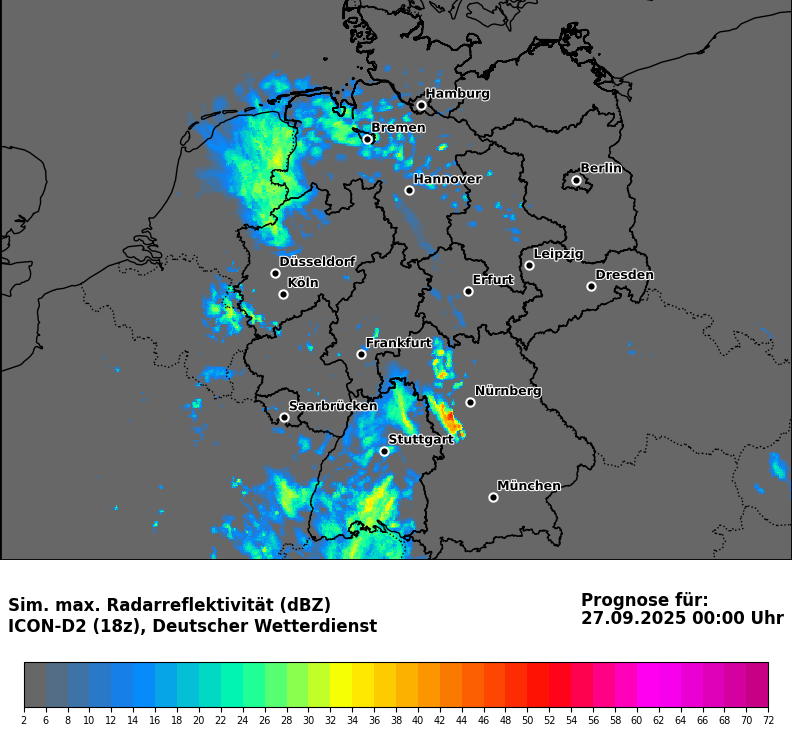 Hamburg
Bremen
Berlin
Hannover
Leipzig
Düsseldorf
Dresden
Erfurt
Köln
Frankfurt
Nürnberg
Saarbrücken
Stuttgart
München
Sim. max. Radarreflektivität (dBZ)
ICON-D2 (18z), Deutscher Wetterdienst
Prognose für:
27.09.2025 00:00 Uhr
2 6 8 10 12 14 16 18 20 22 24 26 28 30 32 34 36 38 40 42 44 46 48 50 52 54 56 58 60 62 64 66 68 70 72